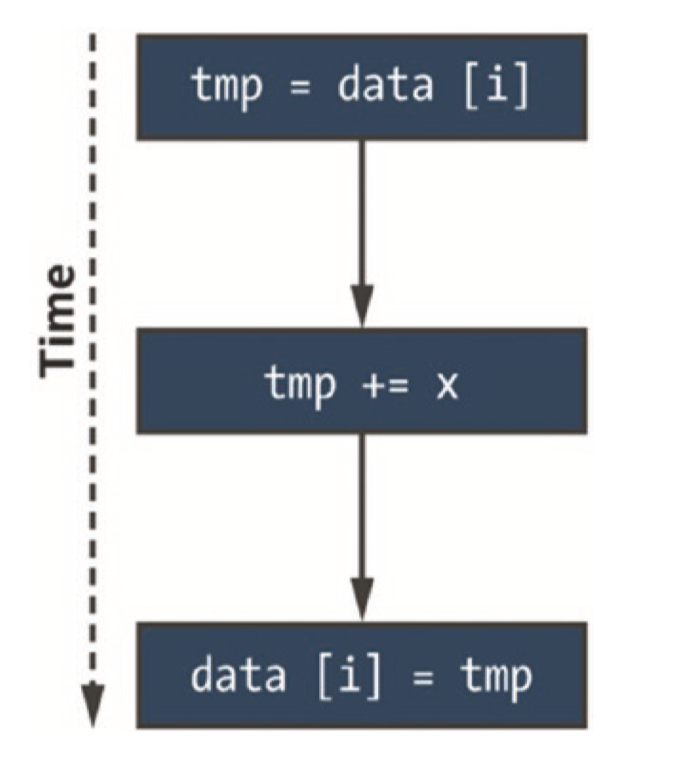 tmp = data [i]
Time
tmp += x
data [i] = tmp